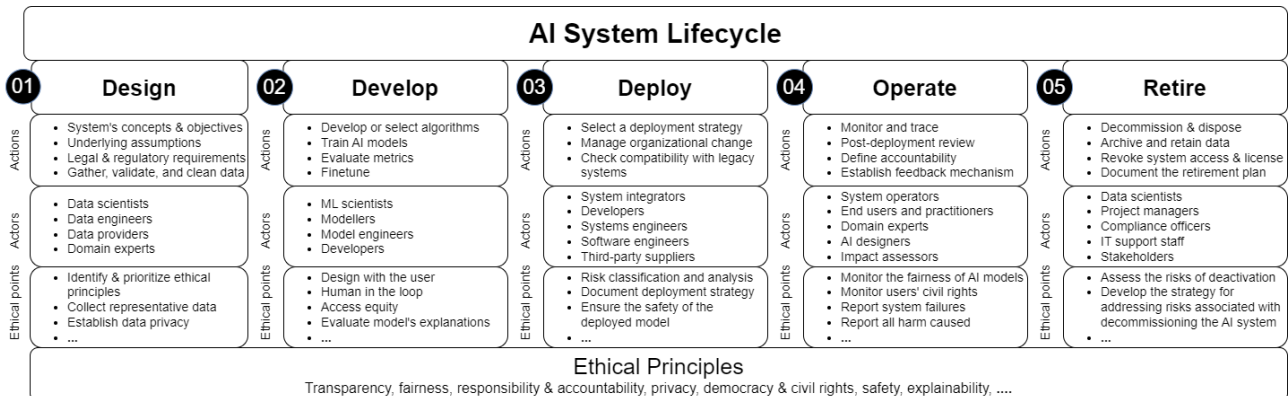 AI System Lifecycle
01
Design
Actions
• System's concepts & objectives
• Underlying assumptions
• Legal & regulatory requirements
• Gather, validate, and clean data
Actors
• Data scientists
• Data engineers
• Data providers
• Domain experts
Ethical points
• Identify & prioritize ethical
principles
• Collect representative data
• Establish data privacy
• ...
02
Develop
Actions
• Develop or select algorithms
• Train AI models
• Evaluate metrics
• Finetune
Actors
• ML scientists
• Modellers
• Model engineers
• Developers
Ethical points
• Design with the user
• Human in the loop
• Access equity
• Evaluate model's explanations
• ...
03
Deploy
Actions
• Select a deployment strategy
• Manage organizational change
• Check compatibility with legacy
systems
Actors
• System integrators
• Developers
• Systems engineers
• Software engineers
• Third-party suppliers
Ethical points
• Risk classification and analysis
• Document deployment strategy
• Ensure the safety of the
deployed model
• ...
04
Operate
Actions
• Monitor and trace
• Post-deployment review
• Define accountability
• Establish feedback mechanism
Actors
• System operators
• End users and practitioners
• Domain experts
• AI designers
• Impact assessors
Ethical points
• Monitor the fairness of AI models
• Monitor users' civil rights
• Report system failures
• Report all harm caused
• ...
05
Retire
Actions
• Decommission & dispose
• Archive and retain data
• Revoke system access & license
• Document the retirement plan
Actors
• Data scientists
• Project managers
• Compliance officers
• IT support staff
• Stakeholders
Ethical points
• Assess the risks of deactivation
• Develop the strategy for
addressing risks associated with
decommissioning the AI system
• ...
Ethical Principles
Transparency, fairness, responsibility & accountability, privacy, democracy & civil rights, safety, explainability, ....